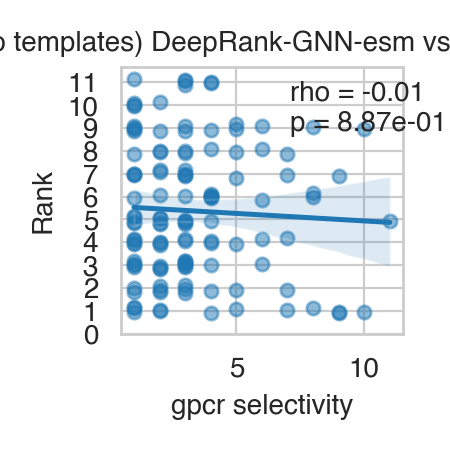 o templates) DeepRank-GNN-esm vs
rho = -0.01
p = 8.87e-01
11
10
9
8
7
6
5
4
3
2
1
0
Rank
5 10
gpcr selectivity